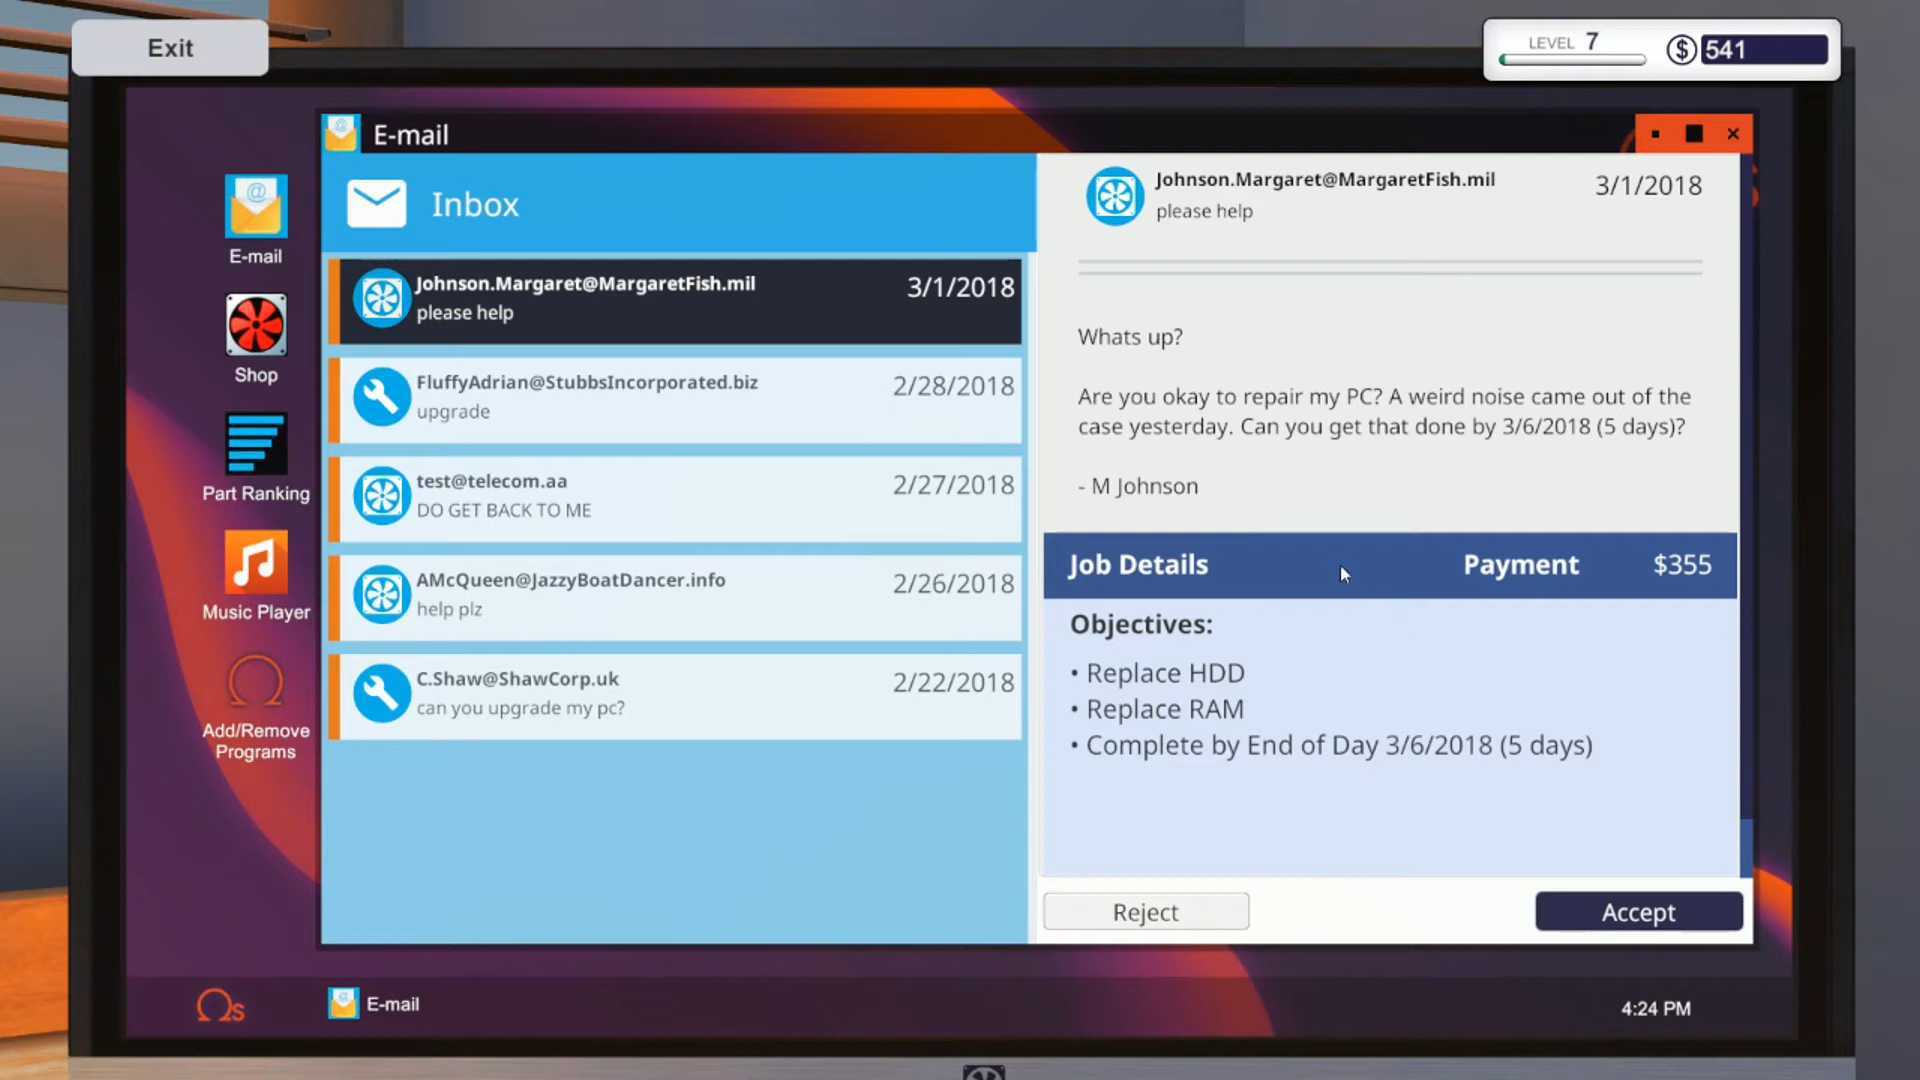 Exit
LEVEL 7
$ 541
E-mail
Inbox
Johnson.Margaret@MargaretFish.mil
3/1/2018
please help
FluffyAdrian@StubbsIncorporated.biz
2/28/2018
upgrade
test@telecom.aa
2/27/2018
DO GET BACK TO ME
AMcQueen@JazzyBoatDancer.info
2/26/2018
help plz
C.Shaw@ShawCorp.uk
2/22/2018
can you upgrade my pc?
Johnson.Margaret@MargaretFish.mil
3/1/2018
please help
Whats up?
Are you okay to repair my PC? A weird noise came out of the
case yesterday. Can you get that done by 3/6/2018 (5 days)?
- M Johnson
Job Details
Payment
$355
Objectives:
• Replace HDD
• Replace RAM
• Complete by End of Day 3/6/2018 (5 days)
Reject
Accept
E-mail
Shop
Part Ranking
Music Player
Add/Remove
Programs
Ωs
E-mail
4:24 PM